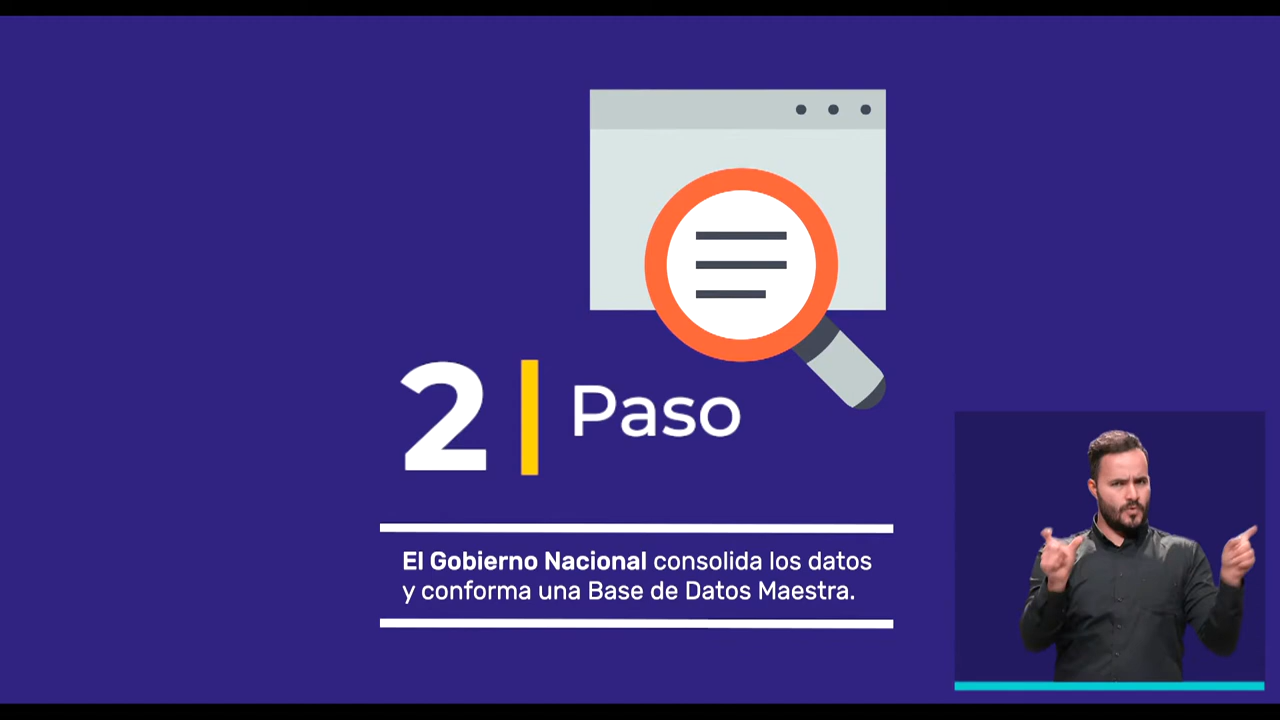 2 Paso
El Gobierno Nacional consolida los datos
y conforma una Base de Datos Maestra.